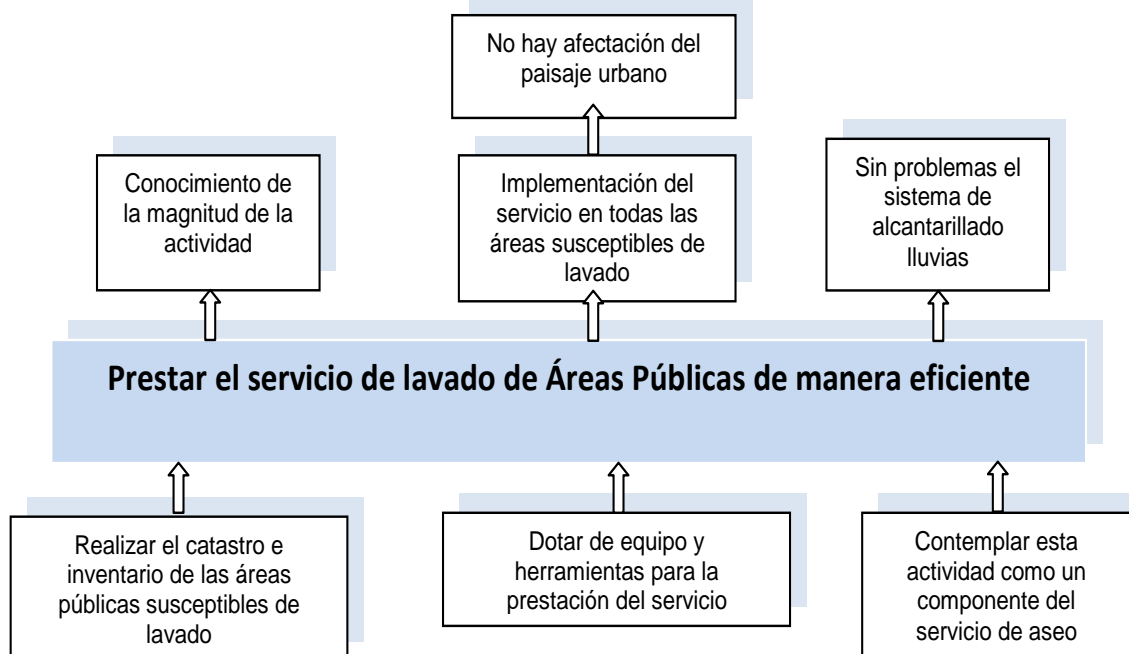 No hay afectación del
paisaje urbano
Conocimiento de
la magnitud de la
actividad
Implementación del
servicio en todas las
áreas susceptibles de
lavado
Sin problemas el
sistema de
alcantarillado
lluvias
Prestar el servicio de lavado de Áreas Públicas de manera eficiente
Realizar el catastro e
inventario de las áreas
públicas susceptibles de
lavado
Dotar de equipo y
herramientas para la
prestación del servicio
Contemplar esta
actividad como un
componente del
servicio de aseo